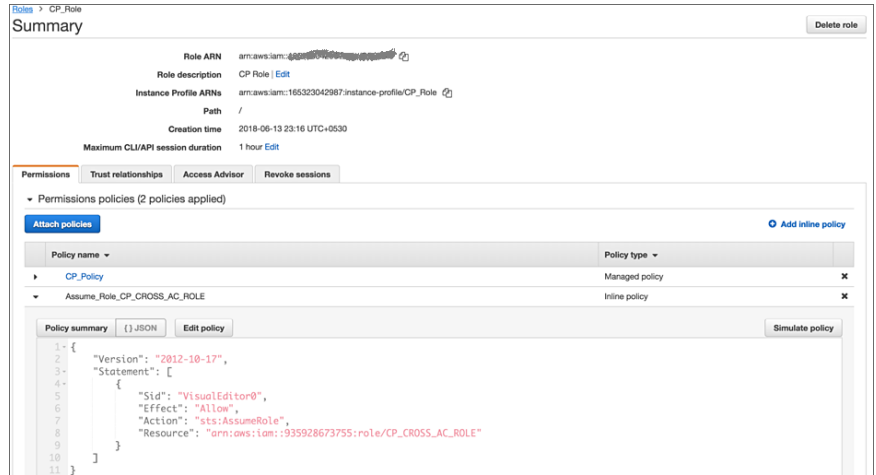 Roles > CP_Role
Summary
Delete role
Role ARN arn:aws:iam::
Role description CP Role | Edit
Instance Profile ARNs arn:aws:iam::165323042987:instance-profile/CP_Role
Path /
Creation time 2018-06-13 23:16 UTC+0530
Maximum CLI/API session duration 1 hour Edit
Permissions Trust relationships Access Advisor Revoke sessions
Permissions policies (2 policies applied)
Attach policies Add inline policy
Policy name Policy type
CP_Policy Managed policy
Assume_Role_CP_CROSS_AC_ROLE Inline policy
Policy summary {} JSON Edit policy Simulate policy
1 {
2 "Version": "2012-10-17",
3 "Statement": [
4 {
5 "Sid": "VisualEditor0",
6 "Effect": "Allow",
7 "Action": "sts:AssumeRole",
8 "Resource": "arn:aws:iam::935928673755:role/CP_CROSS_AC_ROLE"
9 }
10 ]
11 }